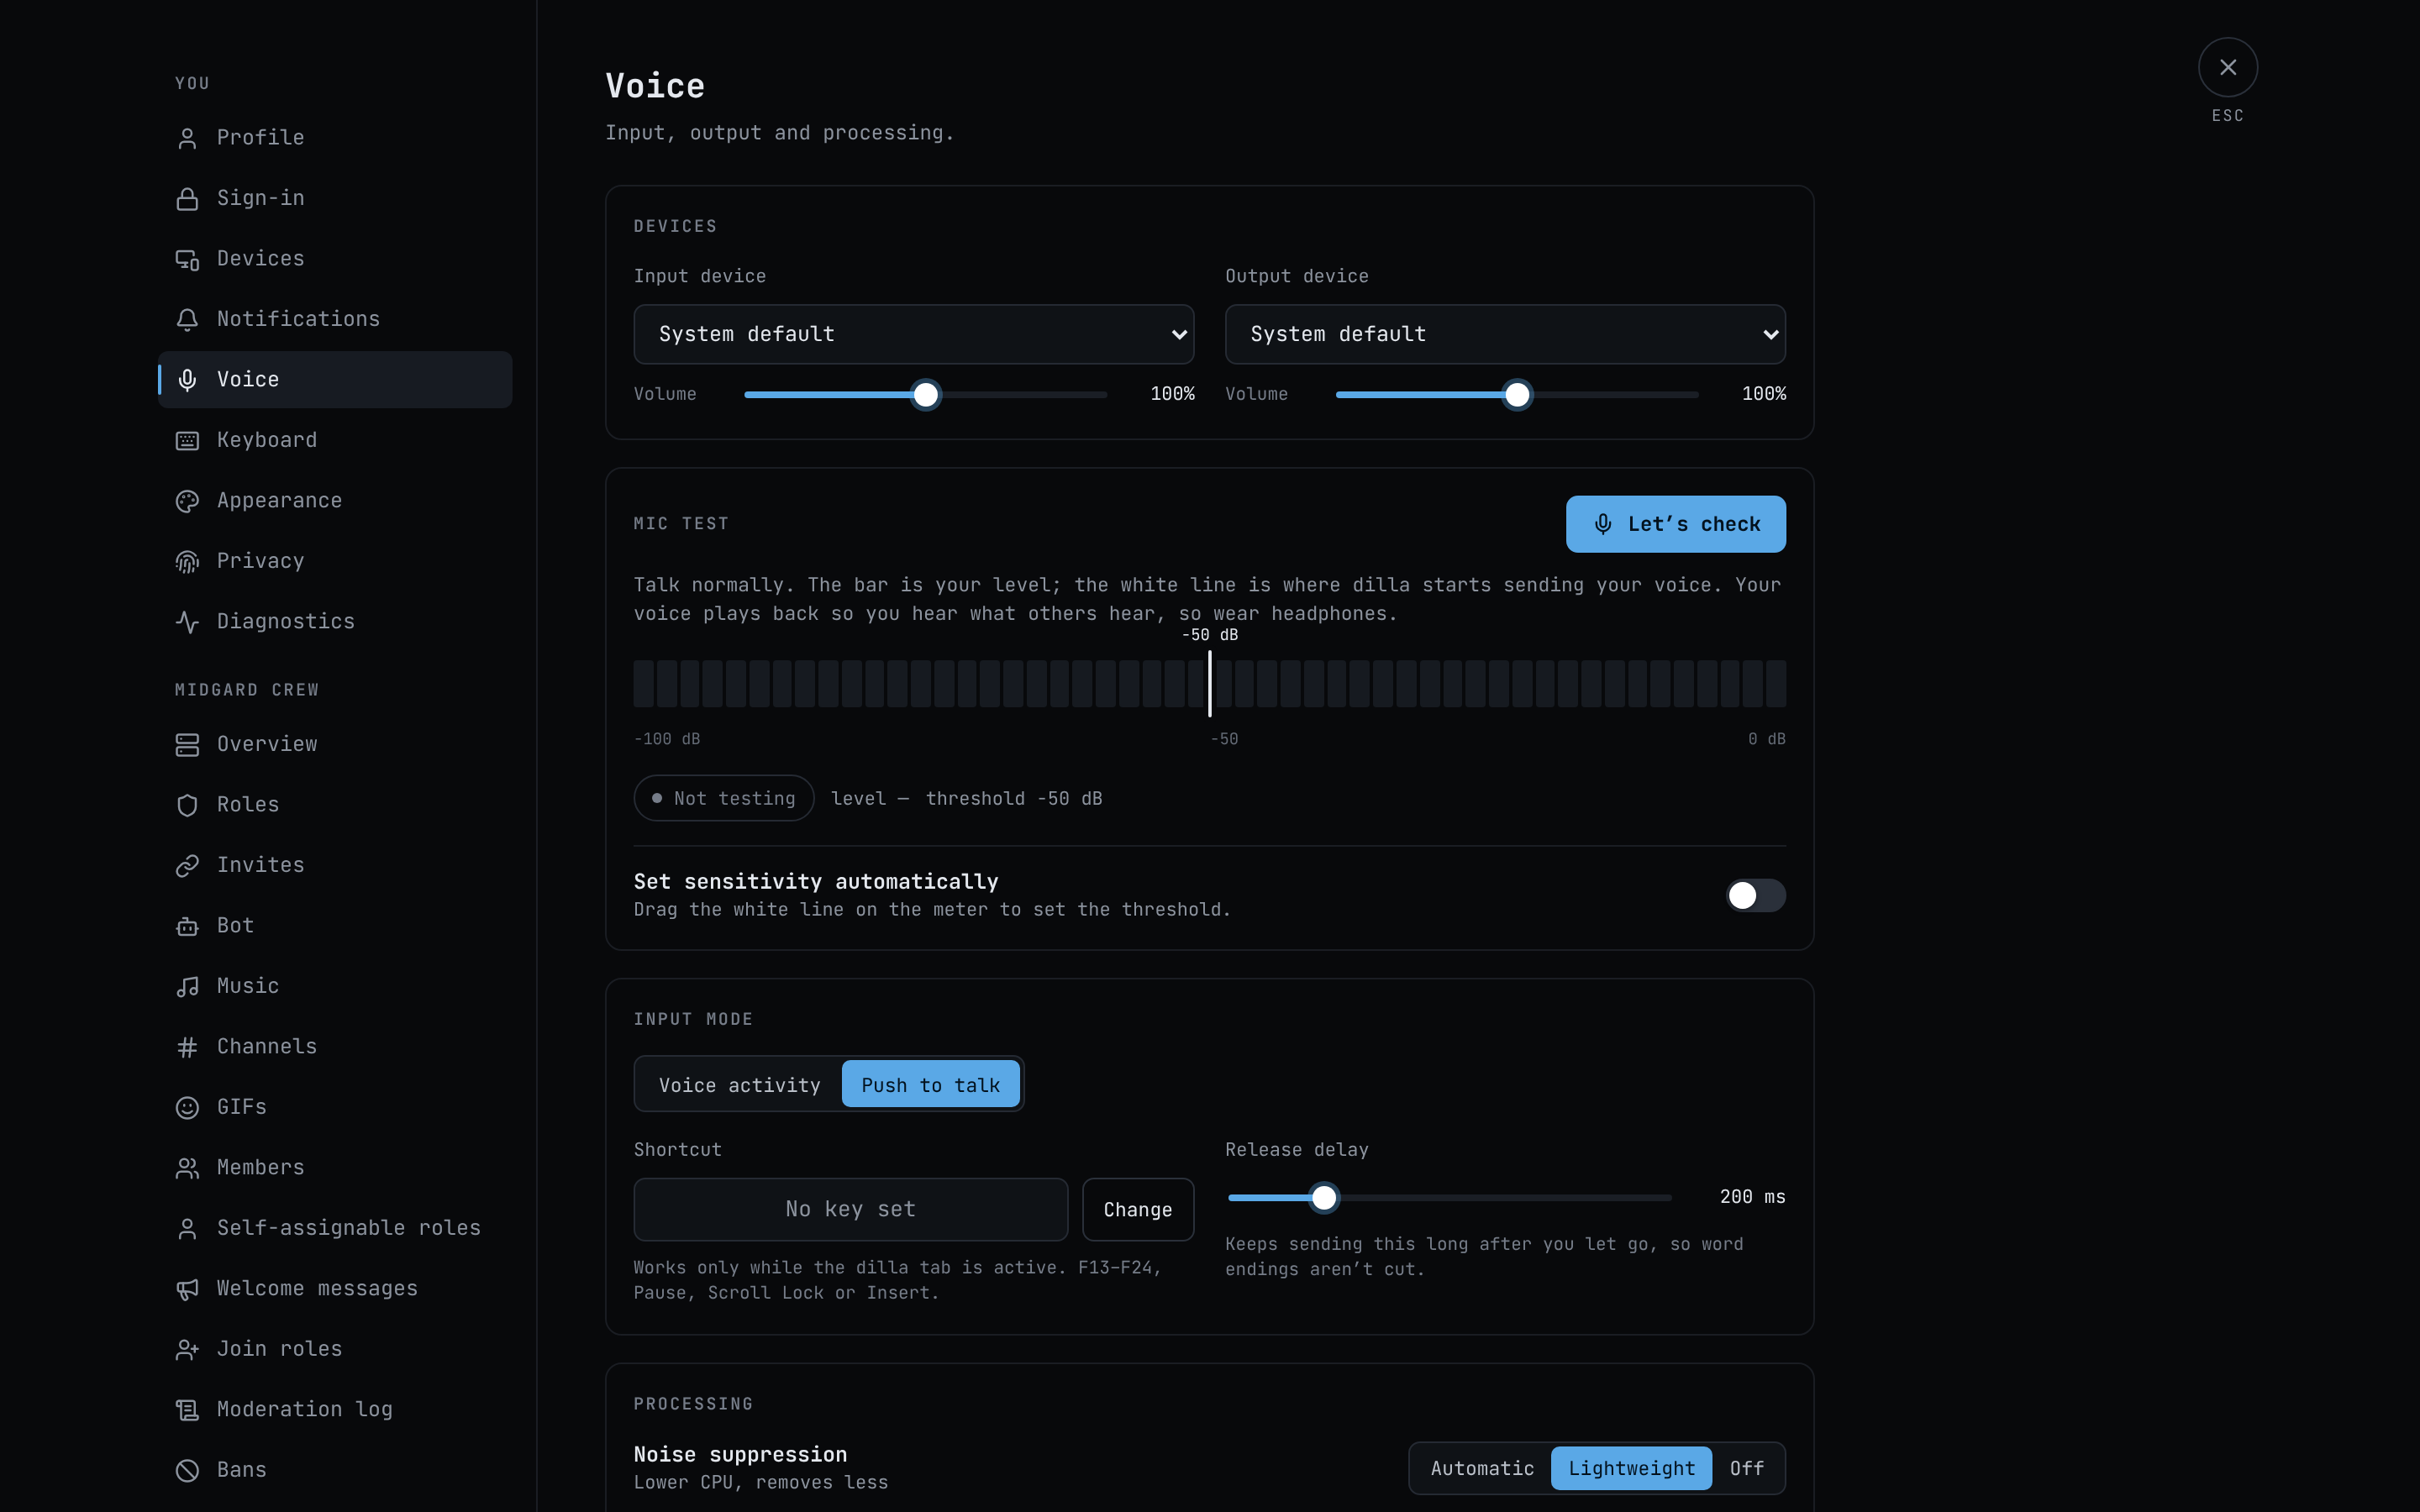 YOU
Profile
Sign-in
Devices
Notifications
Voice
Keyboard
Appearance
Privacy
Diagnostics
MIDGARD CREW
Overview
Roles
Invites
Bot
Music
Channels
GIFs
Members
Self-assignable roles
Welcome messages
Join roles
Moderation log
Bans
Voice
Input, output and processing.
ESC
DEVICES
Input device
System default
Volume 100%
Output device
System default
Volume 100%
MIC TEST
Let’s check
Talk normally. The bar is your level; the white line is where dilla starts sending your voice. Your
voice plays back so you hear what others hear, so wear headphones.
-50 dB
-100 dB -50 0 dB
Not testing level — threshold -50 dB
Set sensitivity automatically
Drag the white line on the meter to set the threshold.
INPUT MODE
Voice activity Push to talk
Shortcut
No key set Change
Works only while the dilla tab is active. F13–F24,
Pause, Scroll Lock or Insert.
Release delay
200 ms
Keeps sending this long after you let go, so word
endings aren’t cut.
PROCESSING
Noise suppression
Lower CPU, removes less
Automatic Lightweight Off